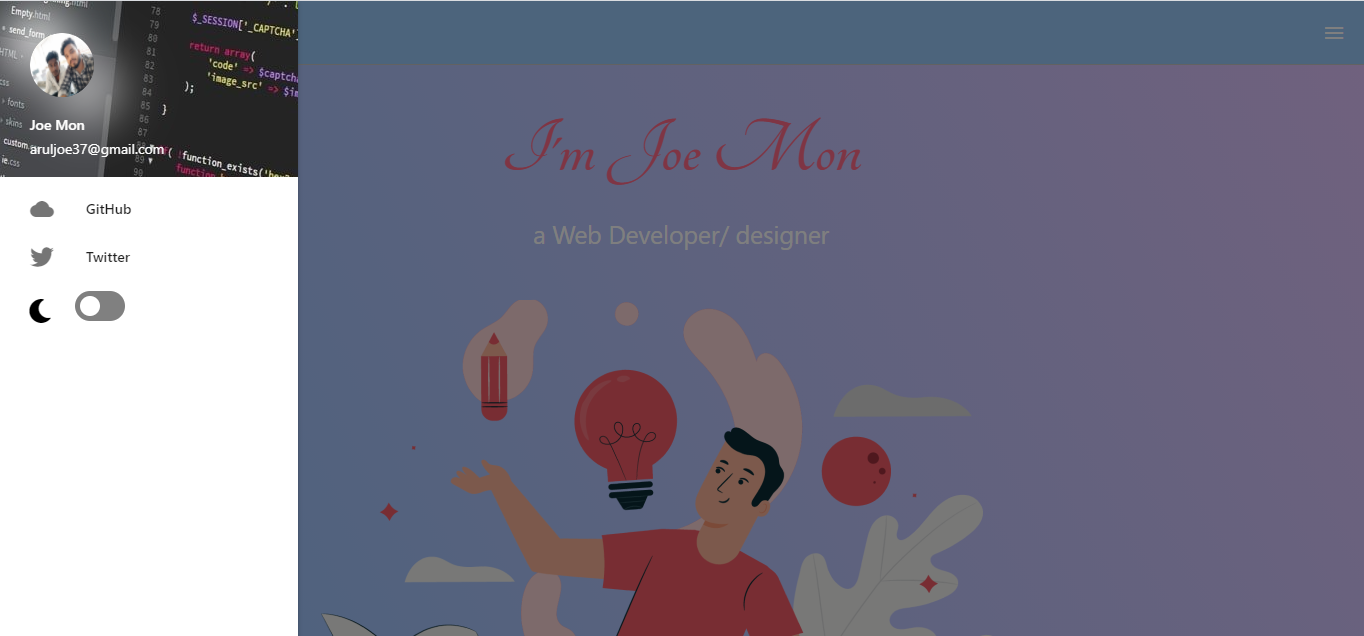 Empty.html
send_form
HTML
css
fonts
skins
custom
ie.css
78
79
80
81
82
83
84
85
86
87
88
89
90
$_SESSION['_CAPTCHA']
return array(
'code' => $captcha
'image_src' => $im
);
}
( !function_exists('hex2
function
Joe Mon
aruljoe37@gmail.com
GitHub
Twitter
I'm Joe Mon
a Web Developer/ designer